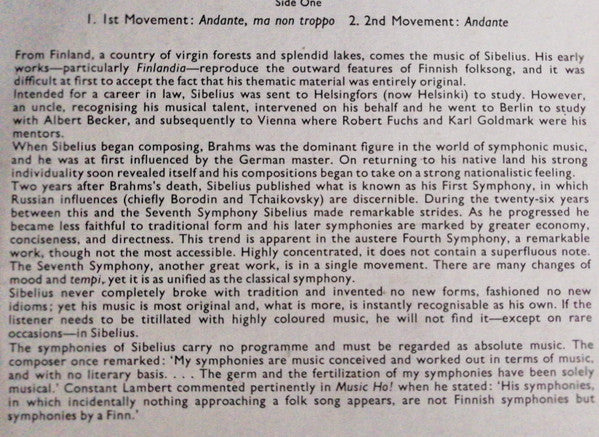 Side One
1. 1st Movement: Andante, ma non troppo 2. 2nd Movement: Andante
From Finland, a country of virgin forests and splendid lakes, comes the music of Sibelius. His early
works—particularly Finlandia—reproduce the outward features of Finnish folksong, and it was
difficult at first to accept the fact that his thematic material was entirely original.
Intended for a career in law, Sibelius was sent to Helsingfors (now Helsinki) to study. However,
an uncle, recognising his musical talent, intervened on his behalf and he went to Berlin to study
with Albert Becker, and subsequently to Vienna where Robert Fuchs and Karl Goldmark were his
mentors.
When Sibelius began composing, Brahms was the dominant figure in the world of symphonic music,
and he was at first influenced by the German master. On returning to his native land his strong
individuality soon revealed itself and his compositions began to take on a strong nationalistic feeling.
Two years after Brahms's death, Sibelius published what is known as his First Symphony, in which
Russian influences (chiefly Borodin and Tchaikovsky) are discernible. During the twenty-six years
between this and the Seventh Symphony Sibelius made remarkable strides. As he progressed he
became less faithful to traditional form and his later symphonies are marked by greater economy,
conciseness, and directness. This trend is apparent in the austere Fourth Symphony, a remarkable
work, though not the most accessible. Highly concentrated, it does not contain a superfluous note.
The Seventh Symphony, another great work, is in a single movement. There are many changes of
mood and tempi, yet it is as unified as the classical symphony.
Sibelius never completely broke with tradition and invented no new forms, fashioned no new
idioms; yet his music is most original and, what is more, is instantly recognisable as his own. If the
listener needs to be titillated with highly coloured music, he will not find it—except on rare
occasions—in Sibelius.
The symphonies of Sibelius carry no programme and must be regarded as absolute music. The
composer once remarked: 'My symphonies are music conceived and worked out in terms of music,
and with no literary basis. . . . The germ and the fertilization of my symphonies have been solely
musical.' Constant Lambert commented pertinently in Music Ho! when he stated: 'His symphonies,
in which incidentally nothing approaching a folk song appears, are not Finnish symphonies but
symphonies by a Finn.'